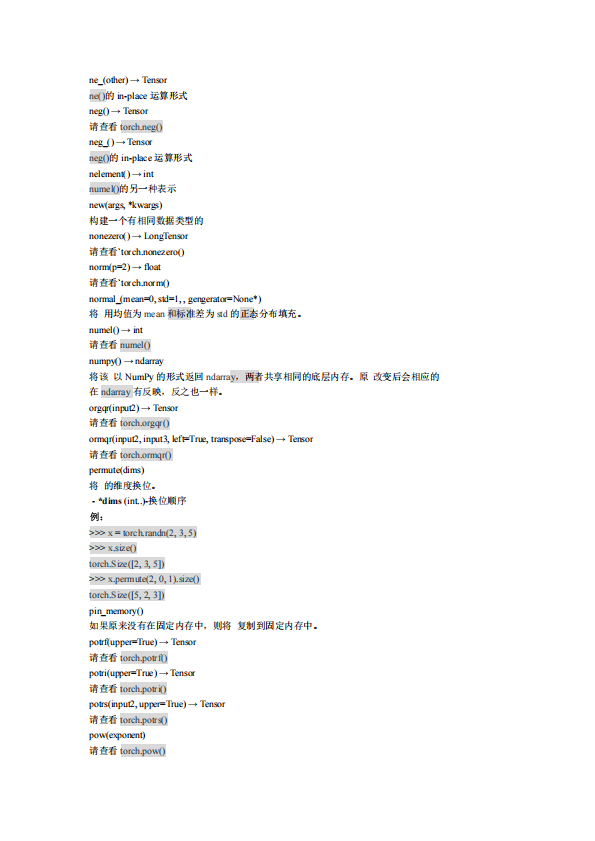 ne_(other) → Tensor
ne()的 in-place 运算形式
neg() → Tensor
请查看 torch.neg()
neg_() → Tensor
neg()的 in-place 运算形式
nelement() → int
numel()的另一种表示
new(args, *kwargs)
构建一个有相同数据类型的
nonezero() → LongTensor
请查看`torch.nonezero()
norm(p=2) → float
请查看`torch.norm()
normal_(mean=0, std=1, , gengerator=None*)
将 用均值为 mean 和标准差为 std 的正态分布填充。
numel() → int
请查看 numel()
numpy() → ndarray
将该 以 NumPy 的形式返回 ndarray，两者共享相同的底层内存。原 改变后会相应的
在 ndarray 有反映，反之也一样。
orgqr(input2) → Tensor
请查看 torch.orgqr()
ormqr(input2, input3, left=True, transpose=False) → Tensor
请查看 torch.ormqr()
permute(dims)
将 的维度换位。
- *dims (int..)-换位顺序
例：
>>> x = torch.randn(2, 3, 5)
>>> x.size()
torch.Size([2, 3, 5])
>>> x.permute(2, 0, 1).size()
torch.Size([5, 2, 3])
pin_memory()
如果原来没有在固定内存中，则将 复制到固定内存中。
potrf(upper=True) → Tensor
请查看 torch.potrf()
potri(upper=True) → Tensor
请查看 torch.potri()
potrs(input2, upper=True) → Tensor
请查看 torch.potrs()
pow(exponent)
请查看 torch.pow()